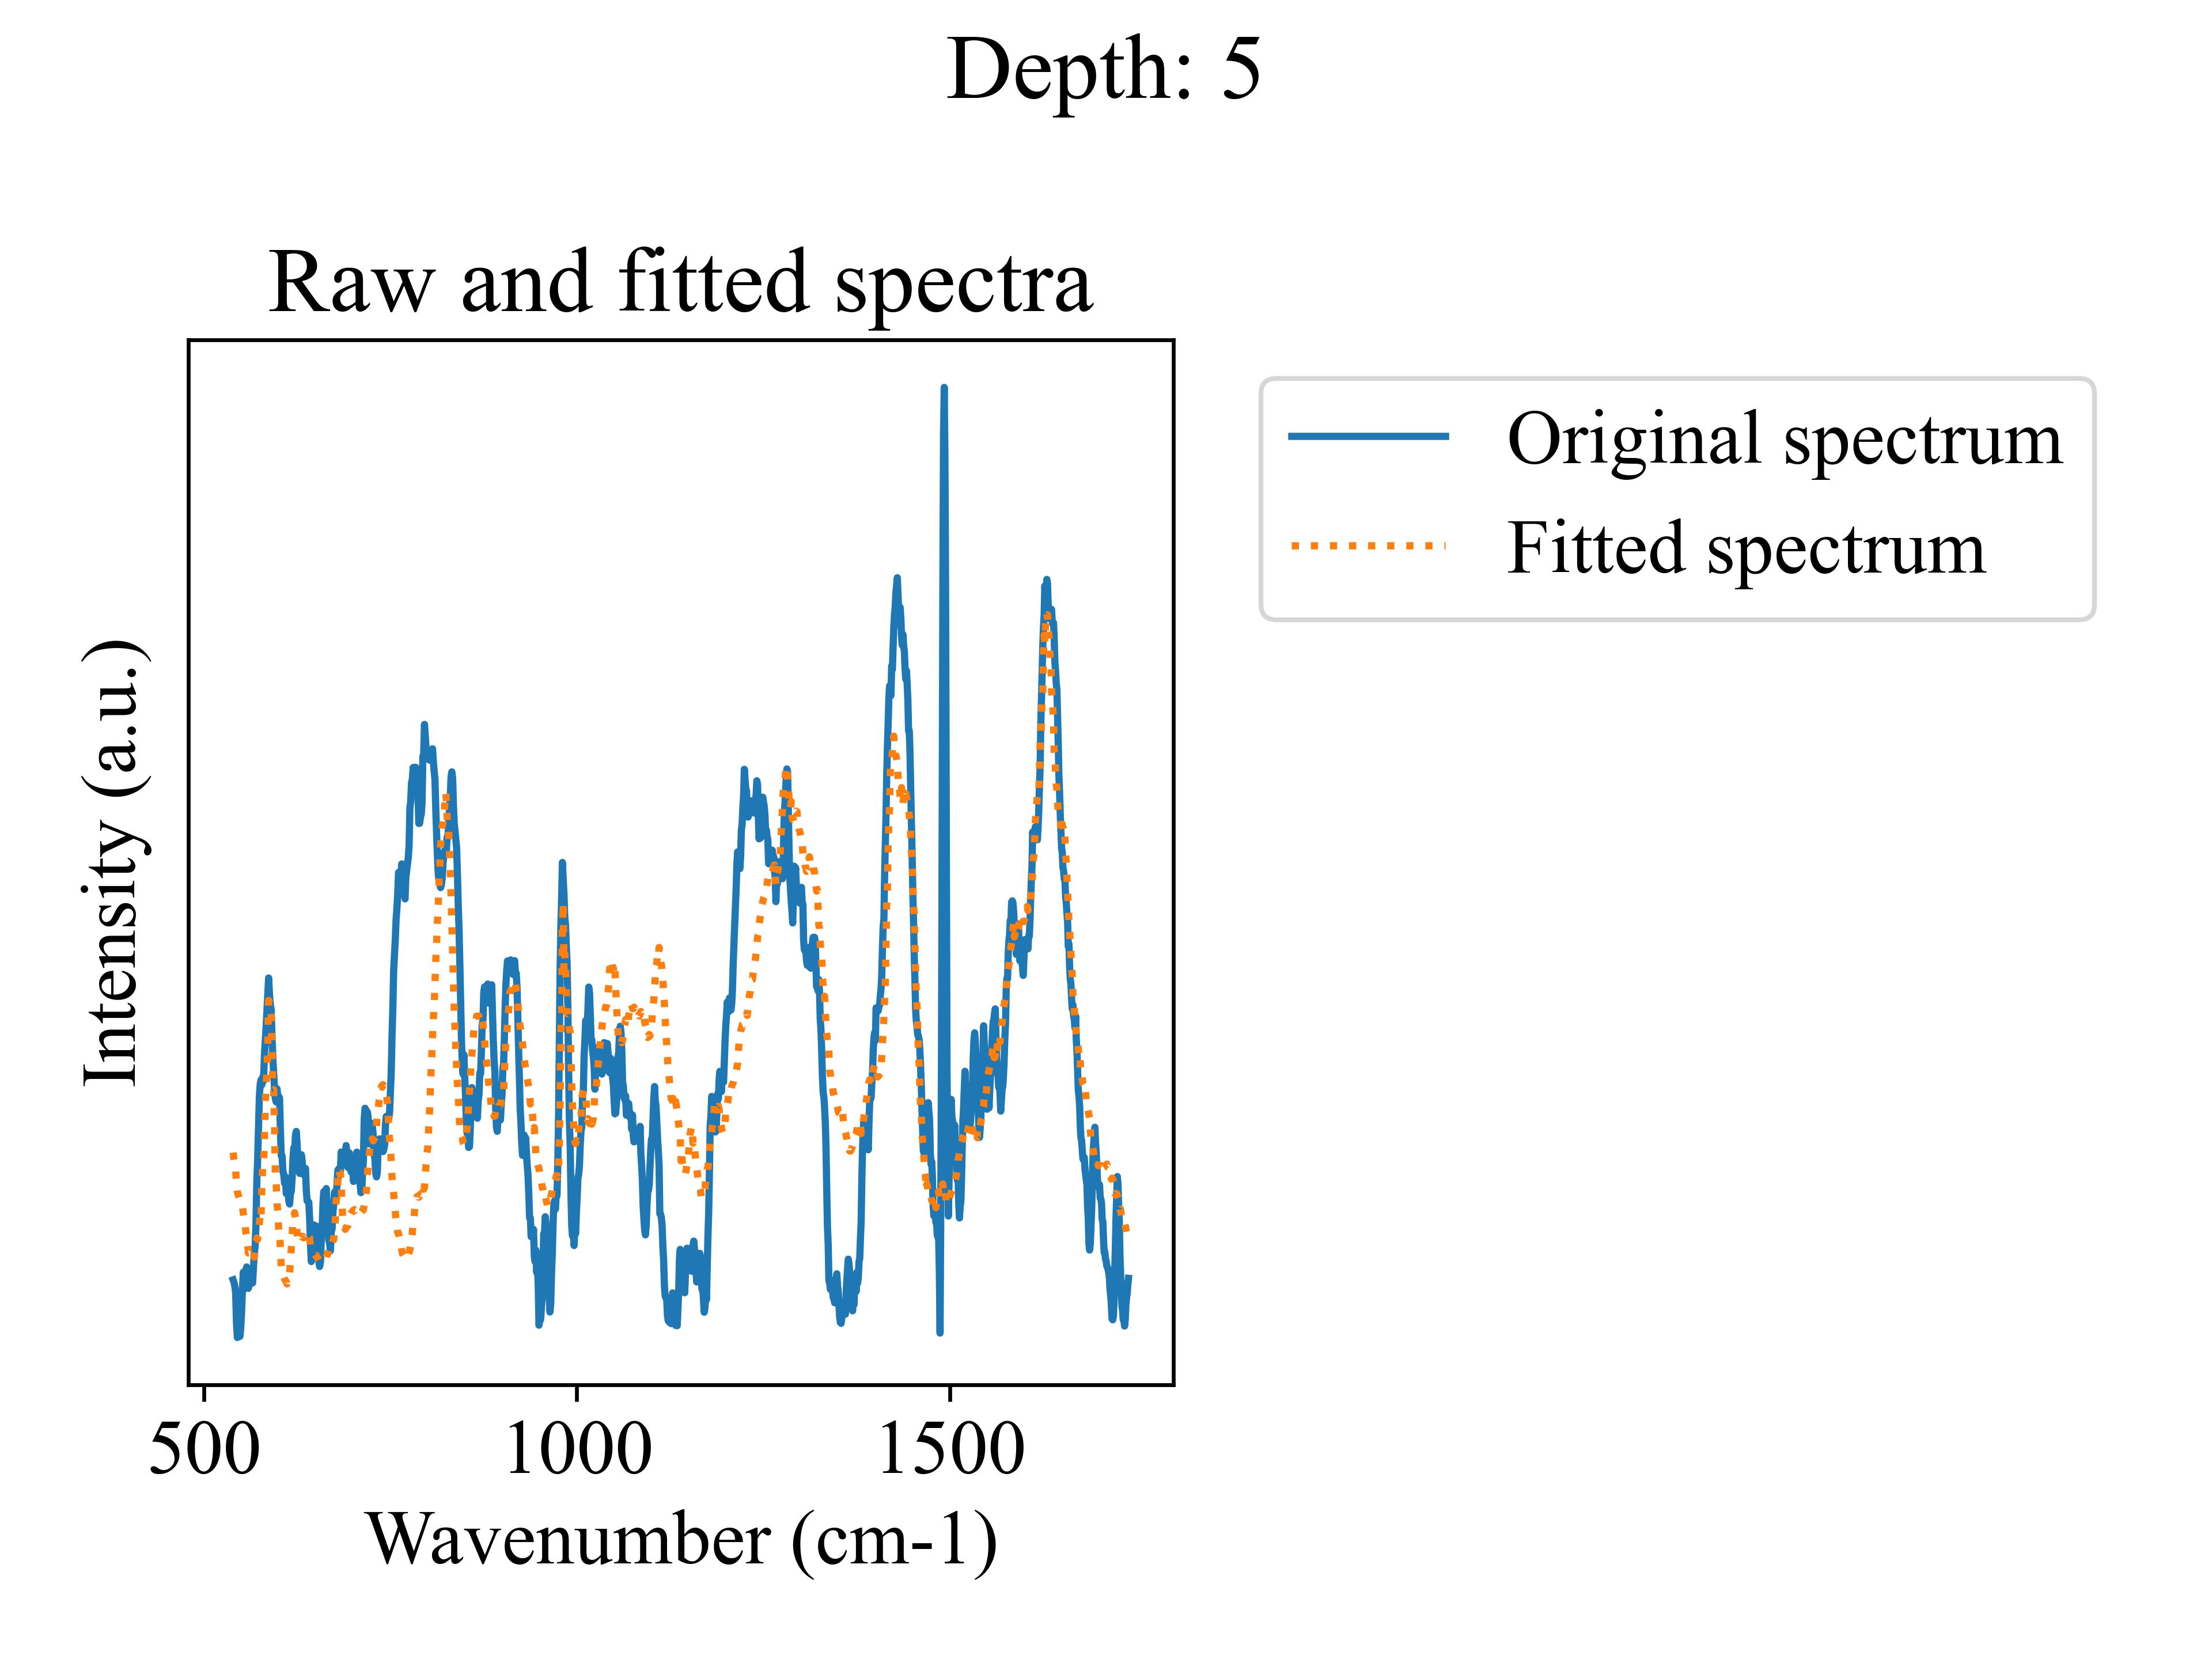 Depth: 5
Raw and fitted spectra
Original spectrum
Fitted spectrum
Intensity (a.u.)
500 1000 1500
Wavenumber (cm-1)